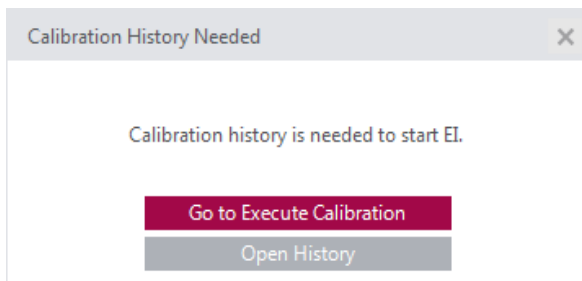 Calibration History Needed
Calibration history is needed to start EI.
Go to Execute Calibration
Open History